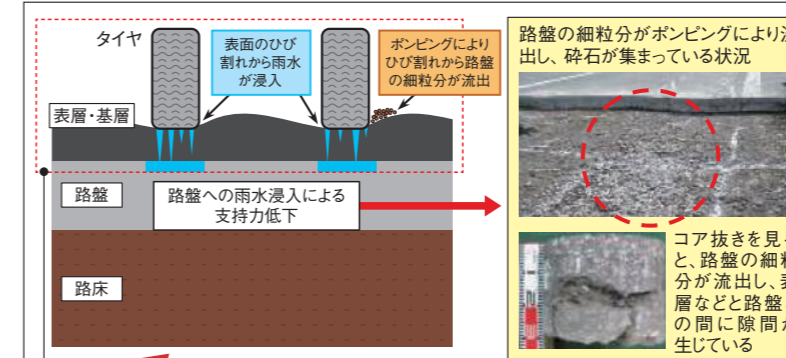 タイヤ
表面のひび
割れから雨水
が浸入
ポンピングにより
ひび割れから路盤
の細粒分が流出
表層・基層
路盤
路盤への雨水浸入による
支持力低下
路床
路盤の細粒分がポンピングにより
出し、砕石が集まっている状況
コア抜きを見
と、路盤の細
分が流出し、
層などと路盤
の間に隙間
生じている